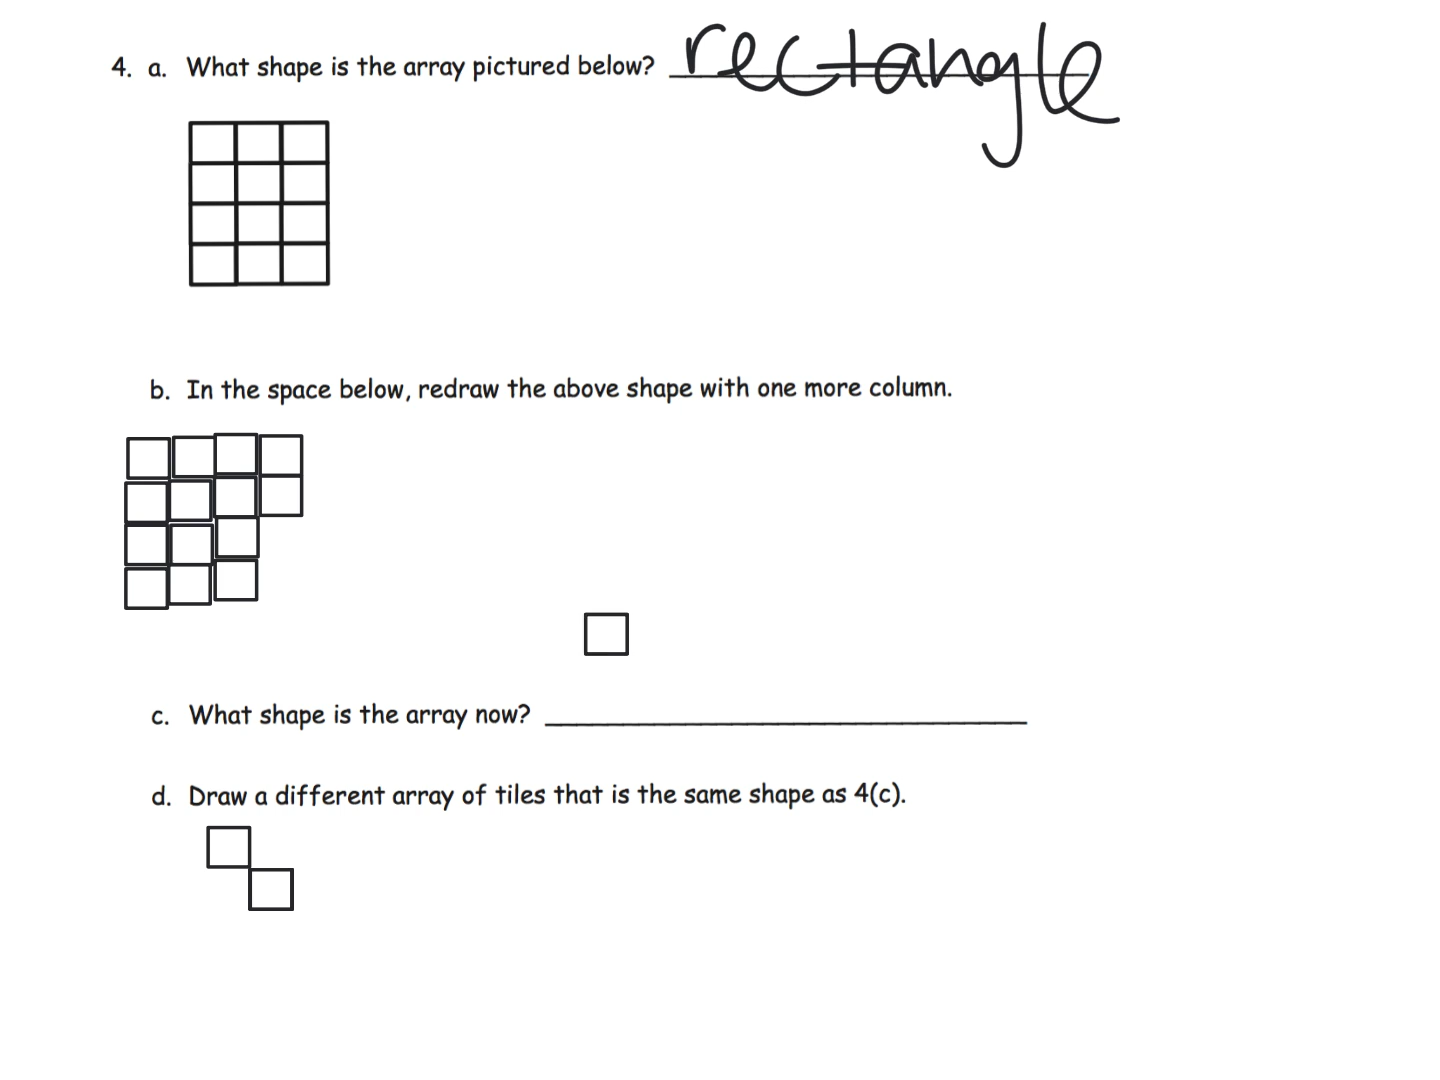 4. a. What shape is the array pictured below? rectangle
b. In the space below, redraw the above shape with one more column.
c. What shape is the array now?
d. Draw a different array of tiles that is the same shape as 4(c).